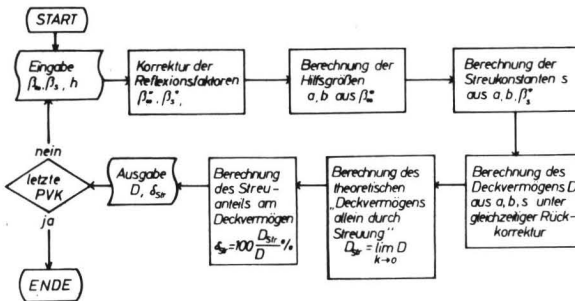 START
Eingabe
β∞, βs, h
Korrektur der
Reflexionsfaktoren
β∞*, βs*,
Berechnung der
Hilfsgrößen
a, b aus β∞*
Berechnung der
Streukonstanten s
aus a, b, βs*
Berechnung des
Deckvermögens D
aus a, b, s unter
gleichzeitiger Rück-
korrektur
Berechnung des
theoretischen
„Deckvermögens
allein durch
Streuung"
DStr = lim D
k→0
Berechnung
des Streu-
anteils am
Deckvermögen
δStr = 100 DStr/D %
Ausgabe
D, δStr
letzte
PVK
nein
ja
ENDE